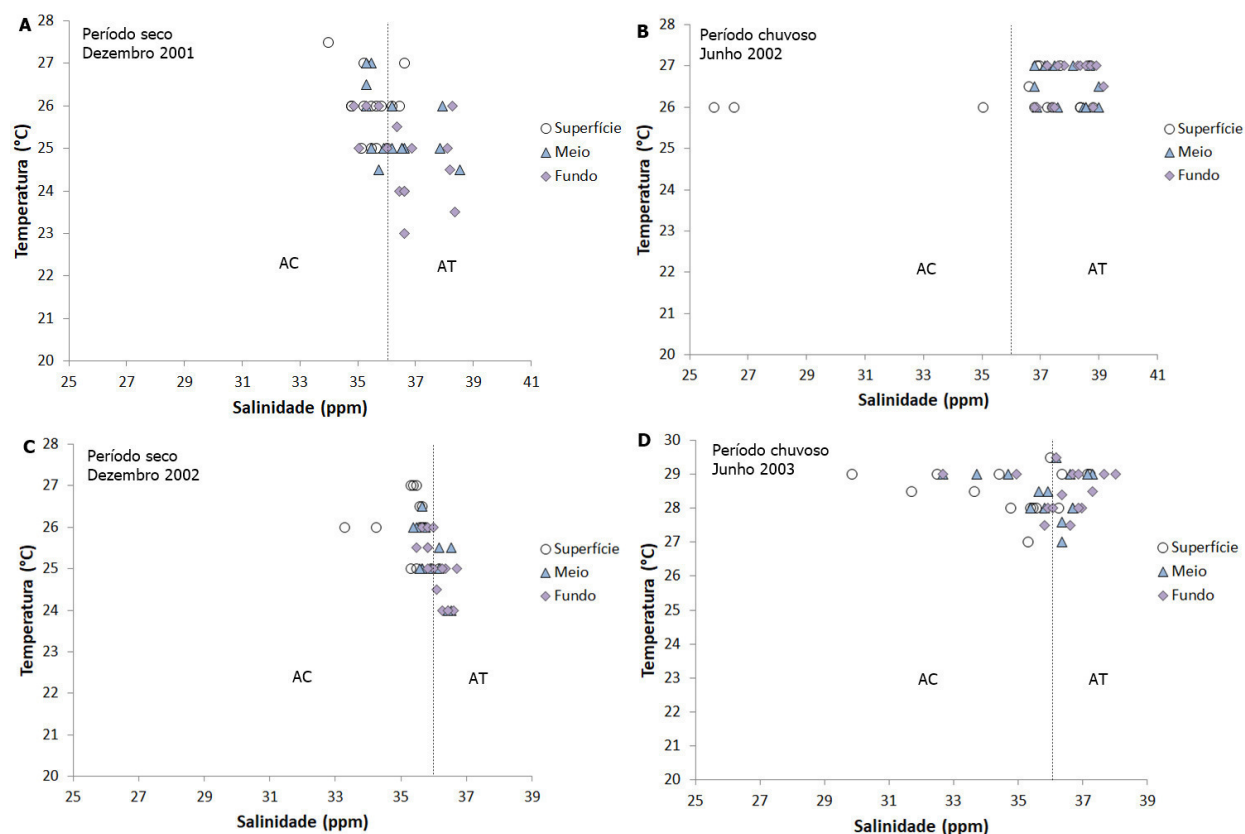 A
Período seco
Dezembro 2001
Temperatura (°C)
28
27
26
25
24
23
22
21
20
AC
AT
25 27 29 31 33 35 37 39 41
Salinidade (ppm)
Superfície
Meio
Fundo
B
Período chuvoso
Junho 2002
Temperatura (°C)
28
27
26
25
24
23
22
21
20
AC
AT
25 27 29 31 33 35 37 39 41
Salinidade (ppm)
Superfície
Meio
Fundo
C
Período seco
Dezembro 2002
Temperatura (°C)
28
27
26
25
24
23
22
21
20
AC
AT
25 27 29 31 33 35 37 39
Salinidade (ppm)
Superfície
Meio
Fundo
D
Período chuvoso
Junho 2003
Temperatura (°C)
30
29
28
27
26
25
24
23
22
21
20
AC
AT
25 27 29 31 33 35 37 39
Salinidade (ppm)
Superfície
Meio
Fundo